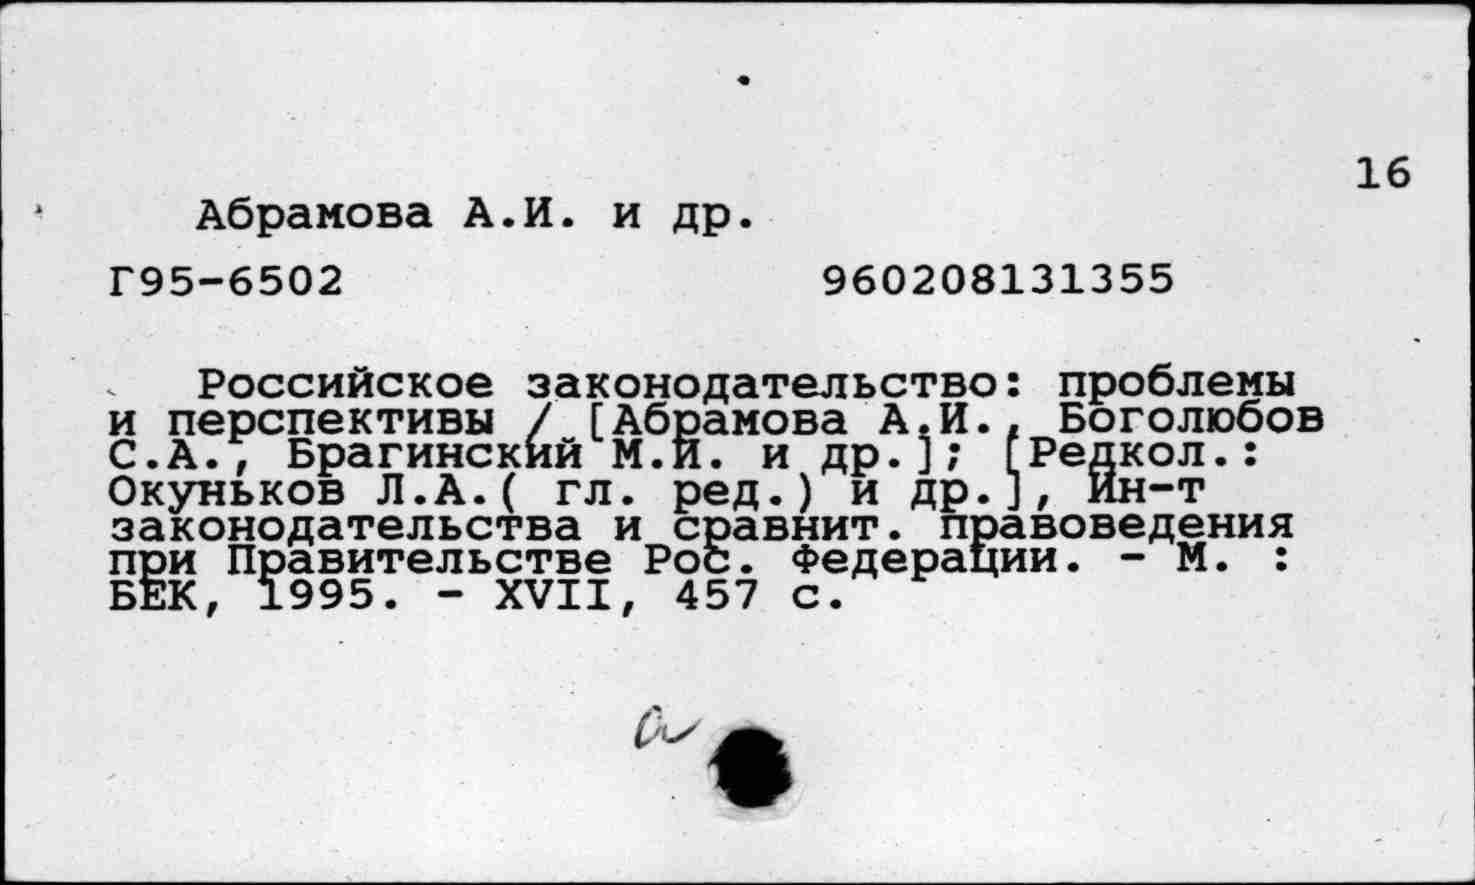 16
Абрамова А.И. и др.
Г95-6502 960208131355
Российское законодательство: проблемы
и перспективы / [Абрамова А.И., Боголюбов
С.А., Брагинский М.И. и др.]; [Редкол.:
Окуньков Л.А.( гл. ред.) и др.], Ин-т
законодательства и сравнит. правоведения
при Правительстве Рос. Федерации. - М. :
БЕК, 1995. - XVII, 457 с.